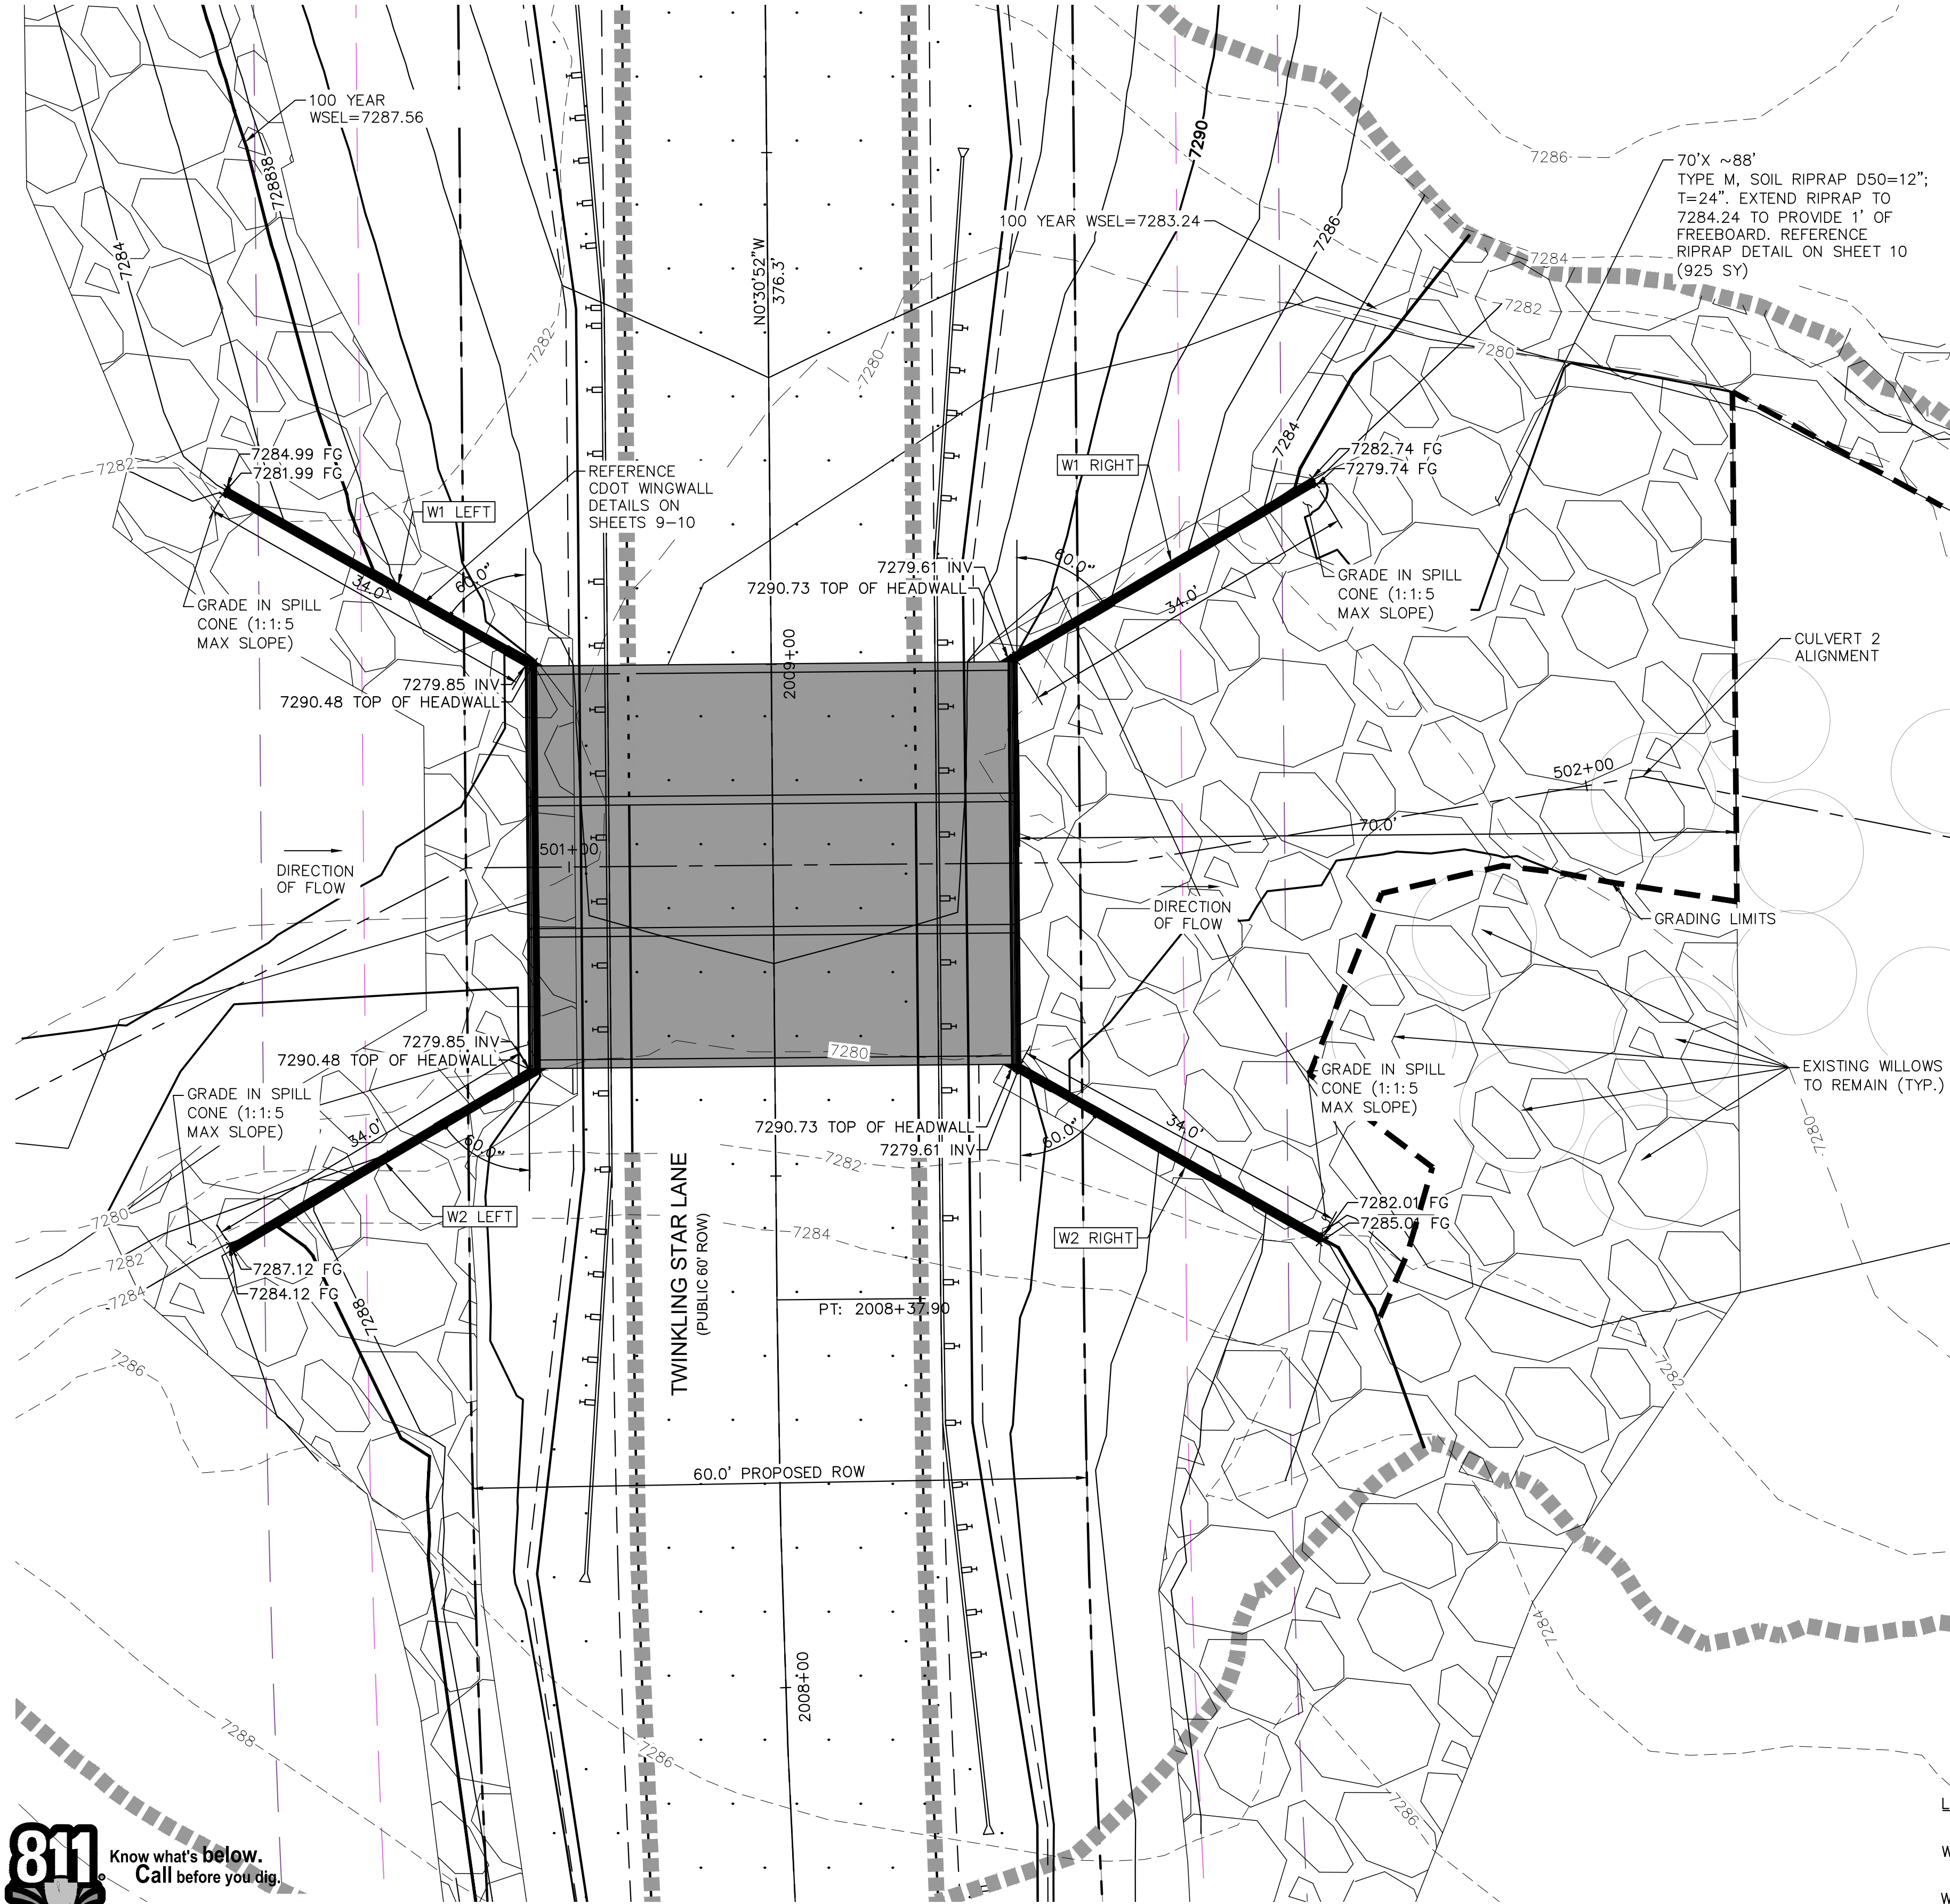 100 YEAR
WSEL=7287.56
7288
7284
7282
7284.99 FG
7281.99 FG
W1 LEFT
34.0'
60.0°
GRADE IN SPILL
CONE (1:1:5
MAX SLOPE)
7279.85 INV
7290.48 TOP OF HEADWALL
REFERENCE
CDOT WINGWALL
DETAILS ON
SHEETS 9-10
7282
N0°30'52"W
376.3'
7280
7290
100 YEAR WSEL=7283.24
7286
7286
70'X ~88'
TYPE M, SOIL RIPRAP D50=12";
T=24". EXTEND RIPRAP TO
7284.24 TO PROVIDE 1' OF
FREEBOARD. REFERENCE
RIPRAP DETAIL ON SHEET 10
(925 SY)
7284
7282
7280
7284
7282.74 FG
7279.74 FG
W1 RIGHT
60.0°
7279.61 INV
7290.73 TOP OF HEADWALL
34.0'
GRADE IN SPILL
CONE (1:1:5
MAX SLOPE)
CULVERT 2
ALIGNMENT
2009+00
502+00
70.0'
501+00
DIRECTION
OF FLOW
DIRECTION
OF FLOW
GRADING LIMITS
7279.85 INV
7290.48 TOP OF HEADWALL
7280
GRADE IN SPILL
CONE (1:1:5
MAX SLOPE)
34.0'
60.0°
W2 LEFT
7280
7282
7284
7287.12 FG
7284.12 FG
7288
7286
7290.73 TOP OF HEADWALL
7279.61 INV
60.0°
34.0'
7282
7284
W2 RIGHT
GRADE IN SPILL
CONE (1:1:5
MAX SLOPE)
EXISTING WILLOWS
TO REMAIN (TYP.)
7280
7282.01 FG
7285.01 FG
TWINKLING STAR LANE
(PUBLIC 60' ROW)
PT: 2008+37.90
7282
60.0' PROPOSED ROW
7284
2008+00
7288
7286
7286
811
Know what's below.
Call before you dig.
L
W
W